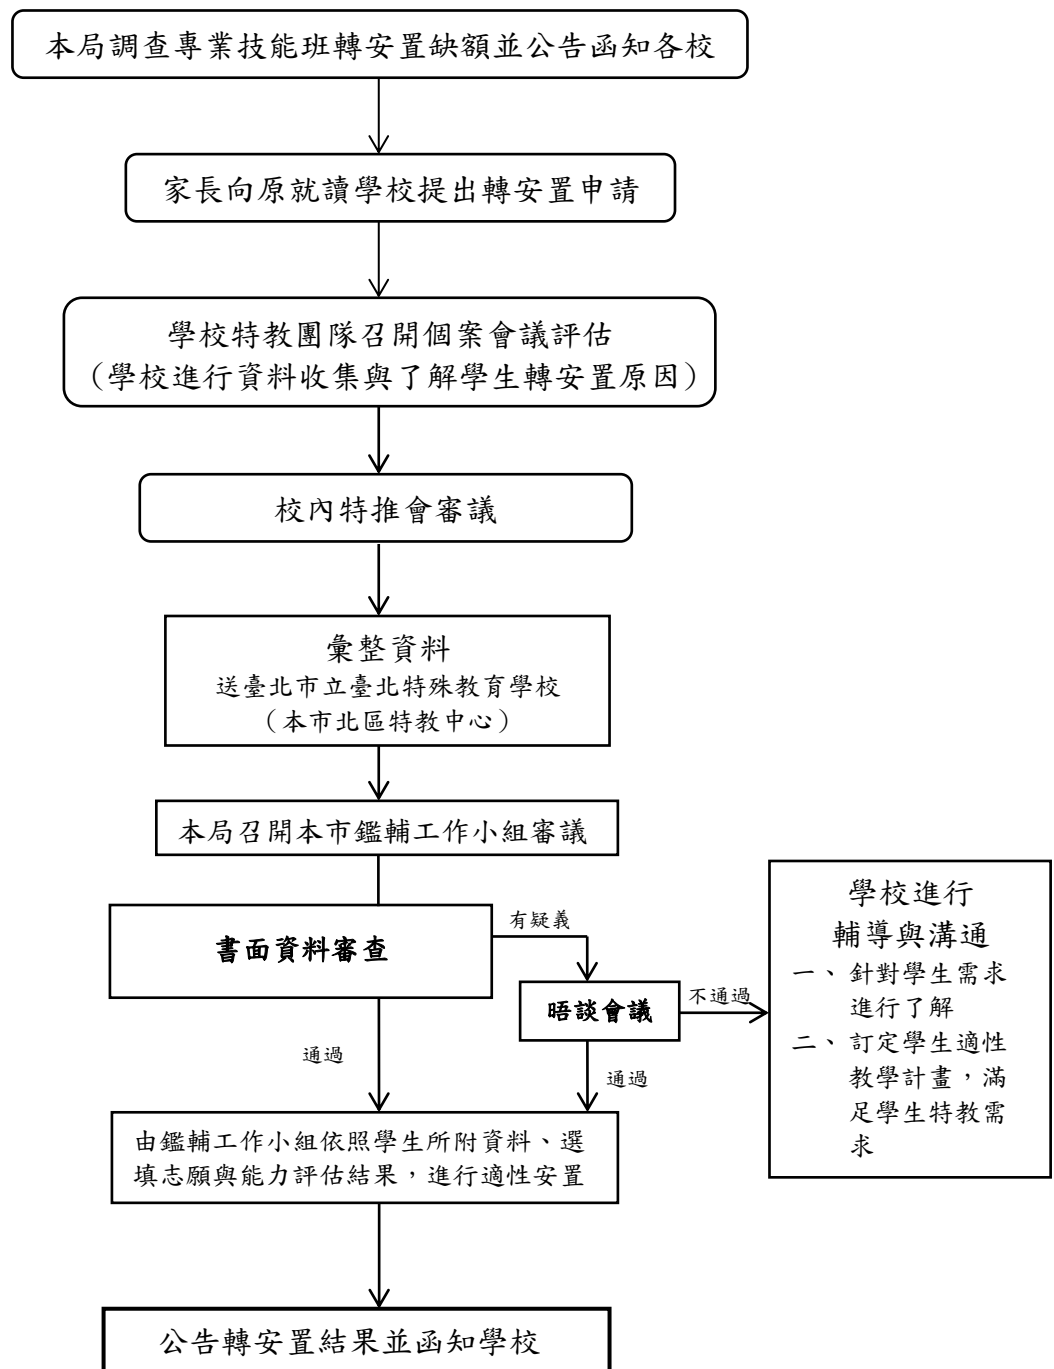 本局調查專業技能班轉安置缺額並公告函知各校
家長向原就讀學校提出轉安置申請
學校特教團隊召開個案會議評估
（學校進行資料收集與了解學生轉安置原因）
校內特推會審議
彙整資料
送臺北市立臺北特殊教育學校
（本市北區特教中心）
本局召開本市鑑輔工作小組審議
書面資料審查
有疑義
晤談會議
不通過
學校進行
輔導與溝通
一、針對學生需求
進行了解
二、訂定學生適性
教學計畫，滿
足學生特教需
求
通過
通過
由鑑輔工作小組依照學生所附資料、選
填志願與能力評估結果，進行適性安置
公告轉安置結果並函知學校